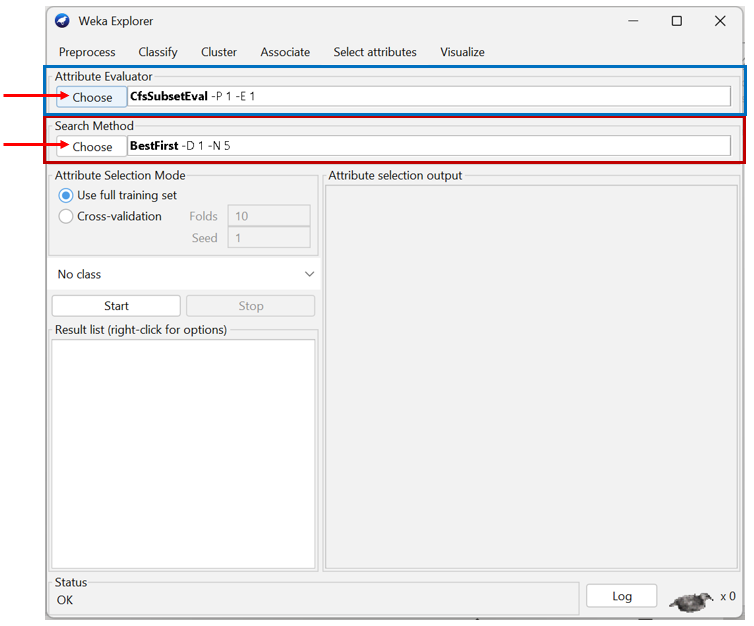 Weka Explorer
Preprocess Classify Cluster Associate Select attributes Visualize
Attribute Evaluator
Choose CfsSubsetEval -P 1 -E 1
Search Method
Choose BestFirst -D 1 -N 5
Attribute Selection Mode
Use full training set
Cross-validation Folds 10
Seed 1
No class
Start Stop
Result list (right-click for options)
Attribute selection output
Status
OK
Log x 0